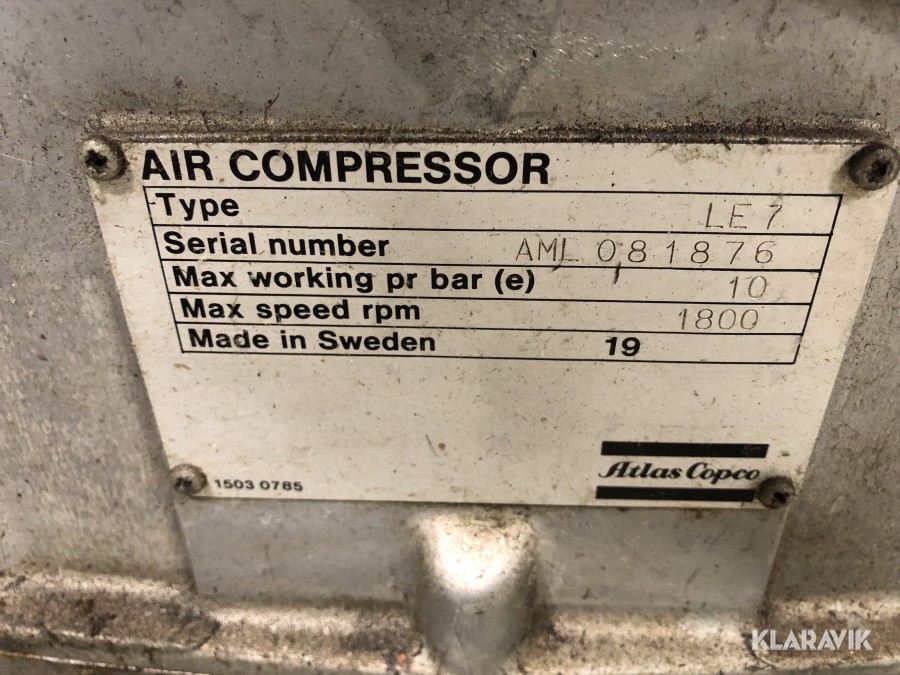 AIR COMPRESSOR
Type LE 7
Serial number AML 081876
Max working pr bar (e) 10
Max speed rpm 1800
Made in Sweden 19
Atlas Copco
1503 0785
KLARAVIK